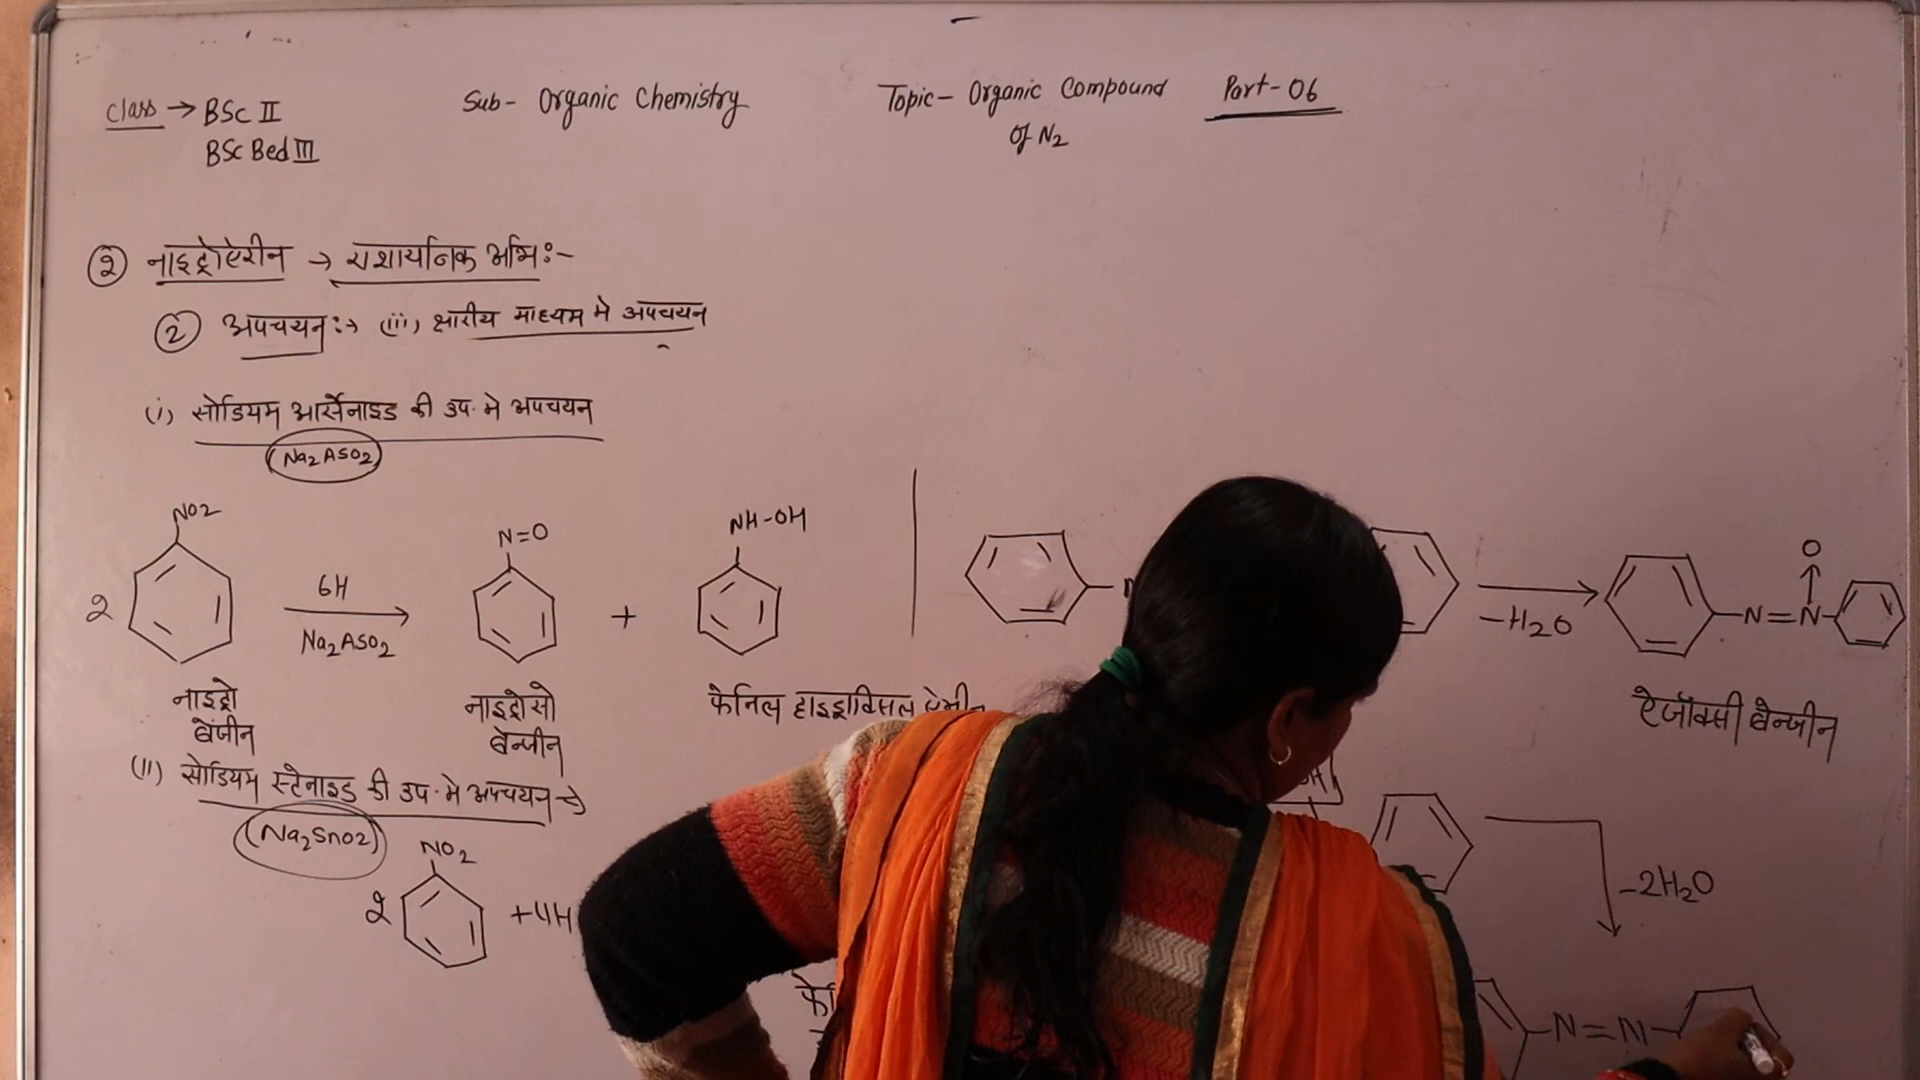 Class → BSc II
BSc Bed III
Sub- Organic Chemistry
Topic- Organic Compound
of N2
Part-06
② नाइट्रोऐरीन → राशायनिक अभिः-
② अपचयन:→ (iii) क्षारीय माध्यम मे अपचयन
(i) सोडियम आर्सेनाइड की उप. मे अपचयन
(Na2ASO2)
NO2
2
6H
Na2ASO2
N=O
+
NH-OH
-H2O
O
N=N
नाइट्रो
बेंजीन
नाइट्रोसो
बेन्जीन
फेनिल हाइड्राक्सिल
ऐजॉक्सी बेन्जीन
(II) सोडियम स्टेनाइड की उप. मे अपचयन→
(Na2SnO2)
NO2
2
+4H
-2H2O
N=N